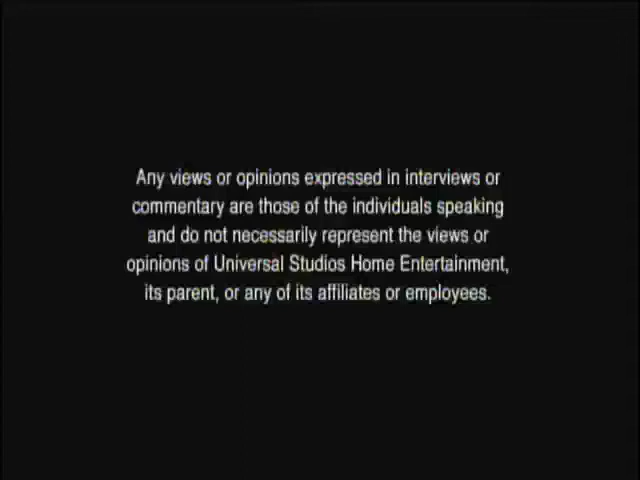 Any views or opinions expressed in interviews or
commentary are those of the individuals speaking
and do not necessarily represent the views or
opinions of Universal Studios Home Entertainment,
its parent, or any of its affiliates or employees.